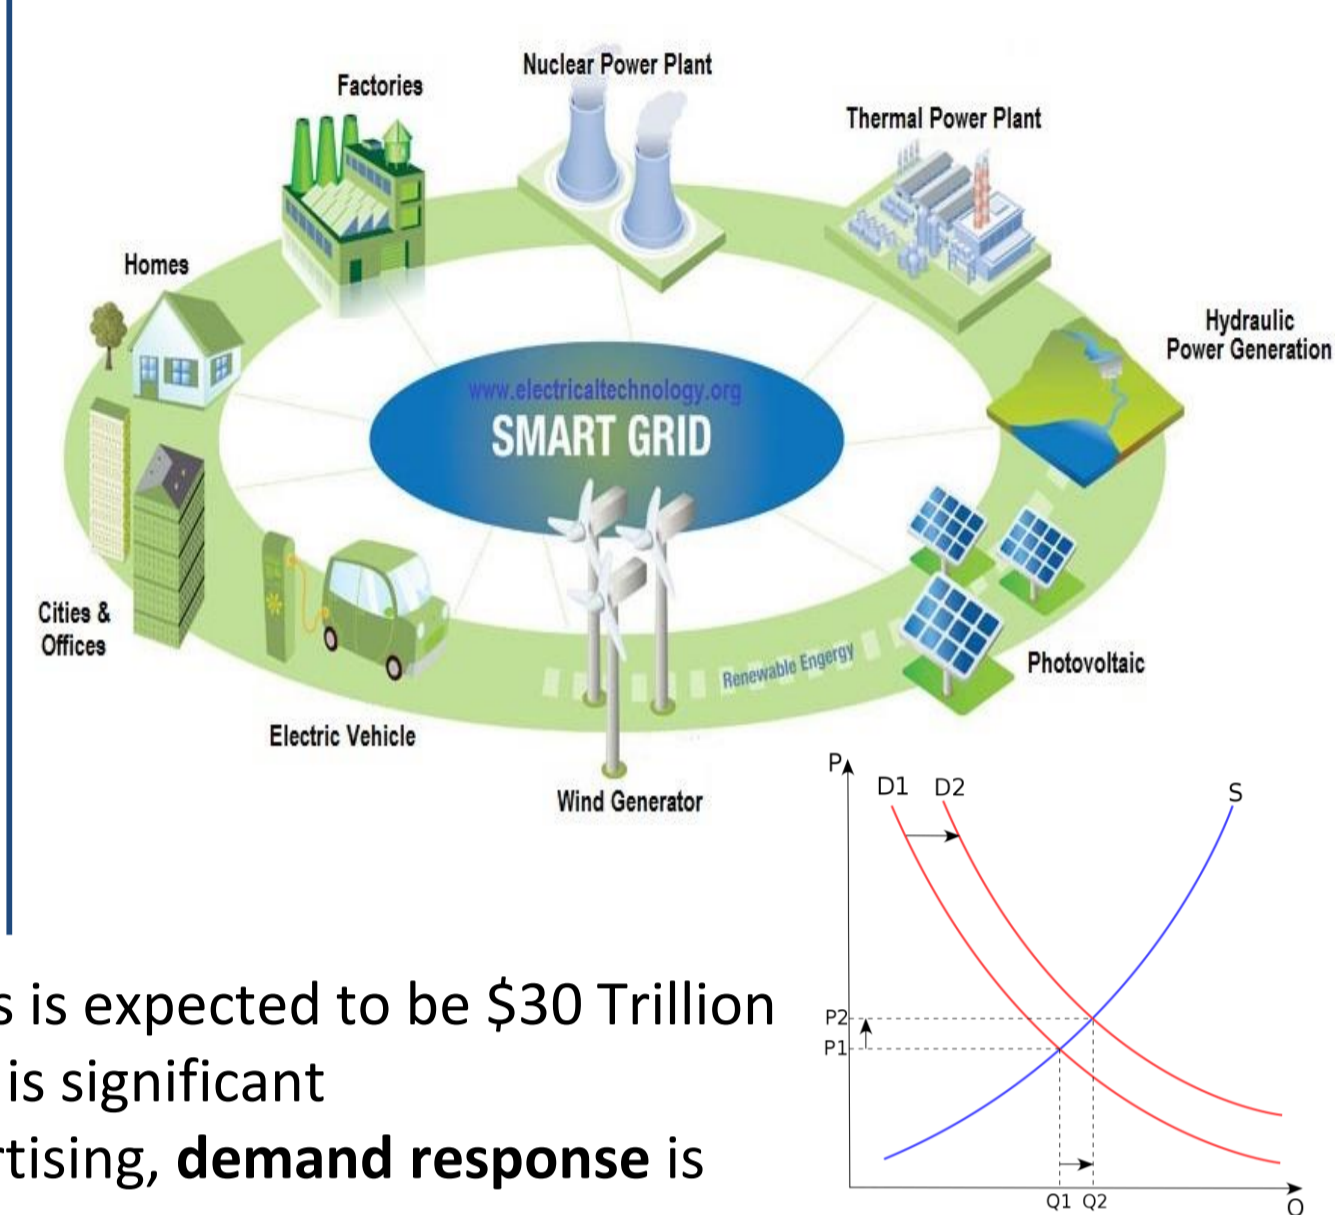 Nuclear Power Plant
Factories
Thermal Power Plant
Homes
Hydraulic
Power Generation
www.electricaltechnology.org
SMART GRID
Cities &
Offices
Renewable Engergy
Photovoltaic
Electric Vehicle
Wind Generator
P
D1 D2
S
P2
P1
Q1 Q2
Q
s is expected to be $30 Trillion
is significant
rtising, demand response is